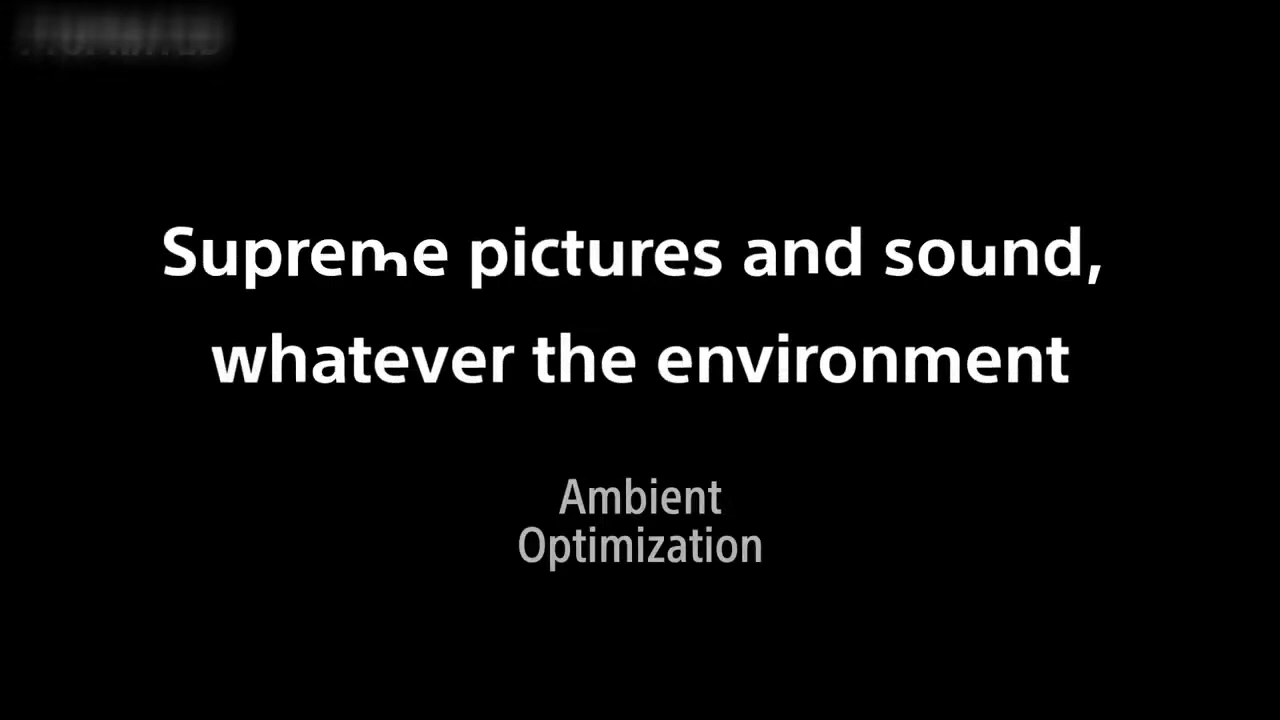 Supreme pictures and sound,
whatever the environment
Ambient
Optimization